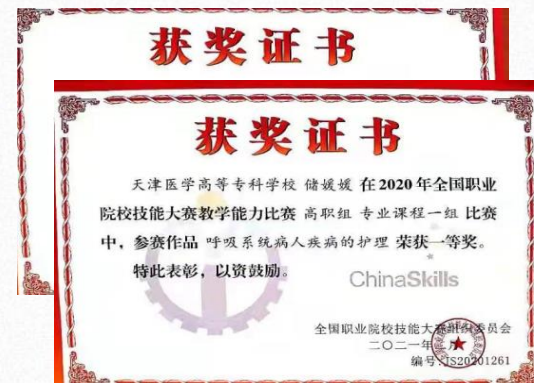 获奖证书
获奖证书
天津医学高等专科学校 储媛媛 在2020年全国职业
院校技能大赛教学能力比赛 高职组 专业课程一组 比赛
中，参赛作品 呼吸系统病人疾病的护理 荣获一等奖。
特此表彰，以资鼓励。
ChinaSkills
全国职业院校技能大赛组织委员会
二〇二一年
编号:JS20201261